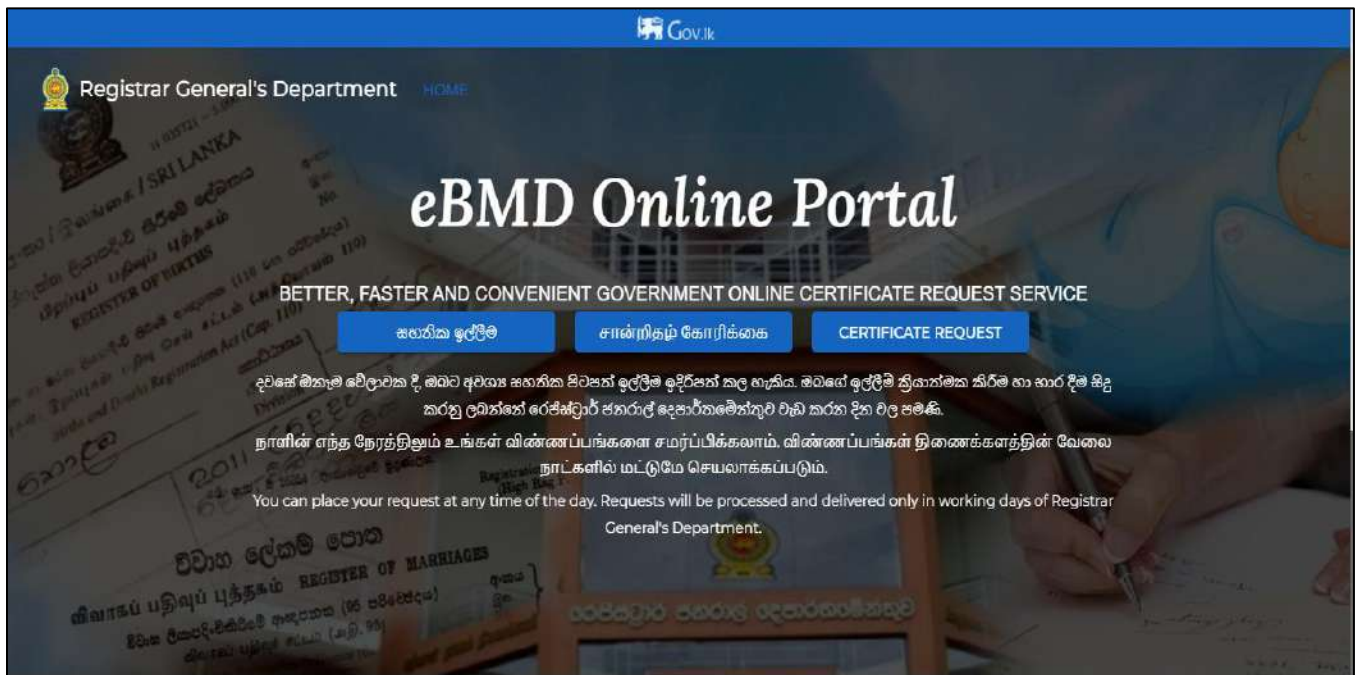 Gov.lk
Registrar General's Department HOME
eBMD Online Portal
BETTER, FASTER AND CONVENIENT GOVERNMENT ONLINE CERTIFICATE REQUEST SERVICE
සහතික ඉල්ලීම சான்றிதழ் கோரிக்கை CERTIFICATE REQUEST
දවසේ ඕනෑම වේලාවක දී, ඔබට අවශ්‍ය සහතික පිටපත් ඉල්ලීම ඉදිරිපත් කල හැකිය. ඔබගේ ඉල්ලීම් ක්‍රියාත්මක කිරීම හා භාර දීම සිදු
කරනු ලබන්නේ රෙජිස්ට්‍රාර් ජනරාල් දෙපාර්තමේන්තුව වැඩ කරන දින වල පමණි.
நாளின் எந்த நேரத்திலும் உங்கள் விண்ணப்பங்களை சமர்ப்பிக்கலாம். விண்ணப்பங்கள் திணைக்களத்தின் வேலை
நாட்களில் மட்டுமே செயலாக்கப்படும்.
You can place your request at any time of the day. Requests will be processed and delivered only in working days of Registrar
General's Department.
SRI LANKA
REGISTER OF BIRTHS
2011
විවාහ ලේකම් පොත
விவாகப் பதிவுப் புத்தகம் REGISTER OF MARRIAGES